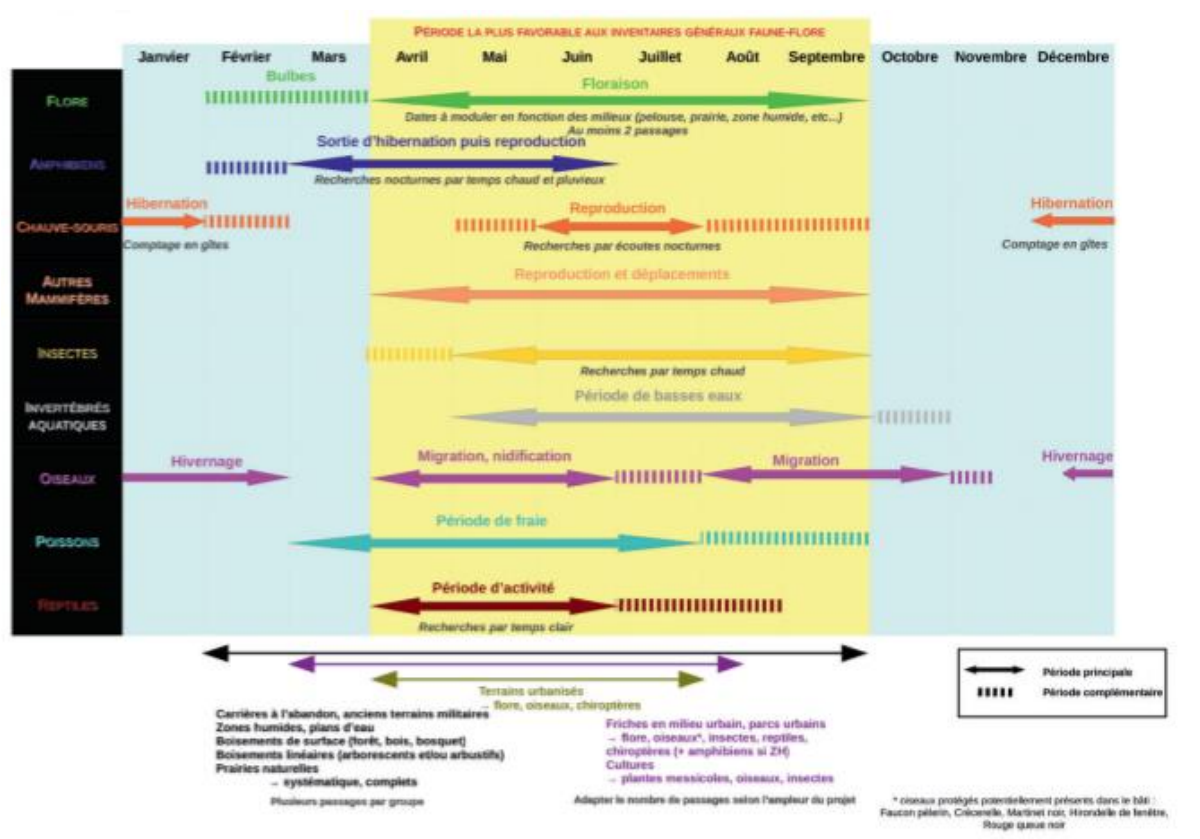 PÉRIODE LA PLUS FAVORABLE AUX INVENTAIRES GÉNÉRAUX FAUNE-FLORE
Janvier Février Mars Avril Mai Juin Juillet Août Septembre Octobre Novembre Décembre
FLORE
Bulbes
Floraison
Dates à moduler en fonction des milieux (pelouse, prairie, zone humide, etc...)
Au moins 2 passages
AMPHIBIENS
Sortie d'hibernation puis reproduction
Recherches nocturnes par temps chaud et pluvieux
CHAUVE-SOURIS
Hibernation
Comptage en gîtes
Reproduction
Recherches par écoutes nocturnes
Hibernation
Comptage en gîtes
AUTRES
MAMMIFÈRES
Reproduction et déplacements
INSECTES
Recherches par temps chaud
INVERTÉBRÉS
AQUATIQUES
Période de basses eaux
OISEAUX
Hivernage
Migration, nidification
Migration
Hivernage
POISSONS
Période de fraie
REPTILES
Période d'activité
Recherches par temps clair
Terrains urbanisés
→ flore, oiseaux, chiroptères
Carrières à l'abandon, anciens terrains militaires
Zones humides, plans d'eau
Boisements de surface (forêt, bois, bosquet)
Boisements linéaires (arborescents et/ou arbustifs)
Prairies naturelles
→ systématique, complets
Plusieurs passages par groupe
Friches en milieu urbain, parcs urbains
→ flore, oiseaux*, insectes, reptiles,
chiroptères (+ amphibiens si ZH)
Cultures
→ plantes messicoles, oiseaux, insectes
Adapter le nombre de passages selon l'ampleur du projet
Période principale
Période complémentaire
* oiseaux protégés potentiellement présents dans le bâti :
Faucon pèlerin, Crécerelle, Martinet noir, Hirondelle de fenêtre,
Rouge queue noir